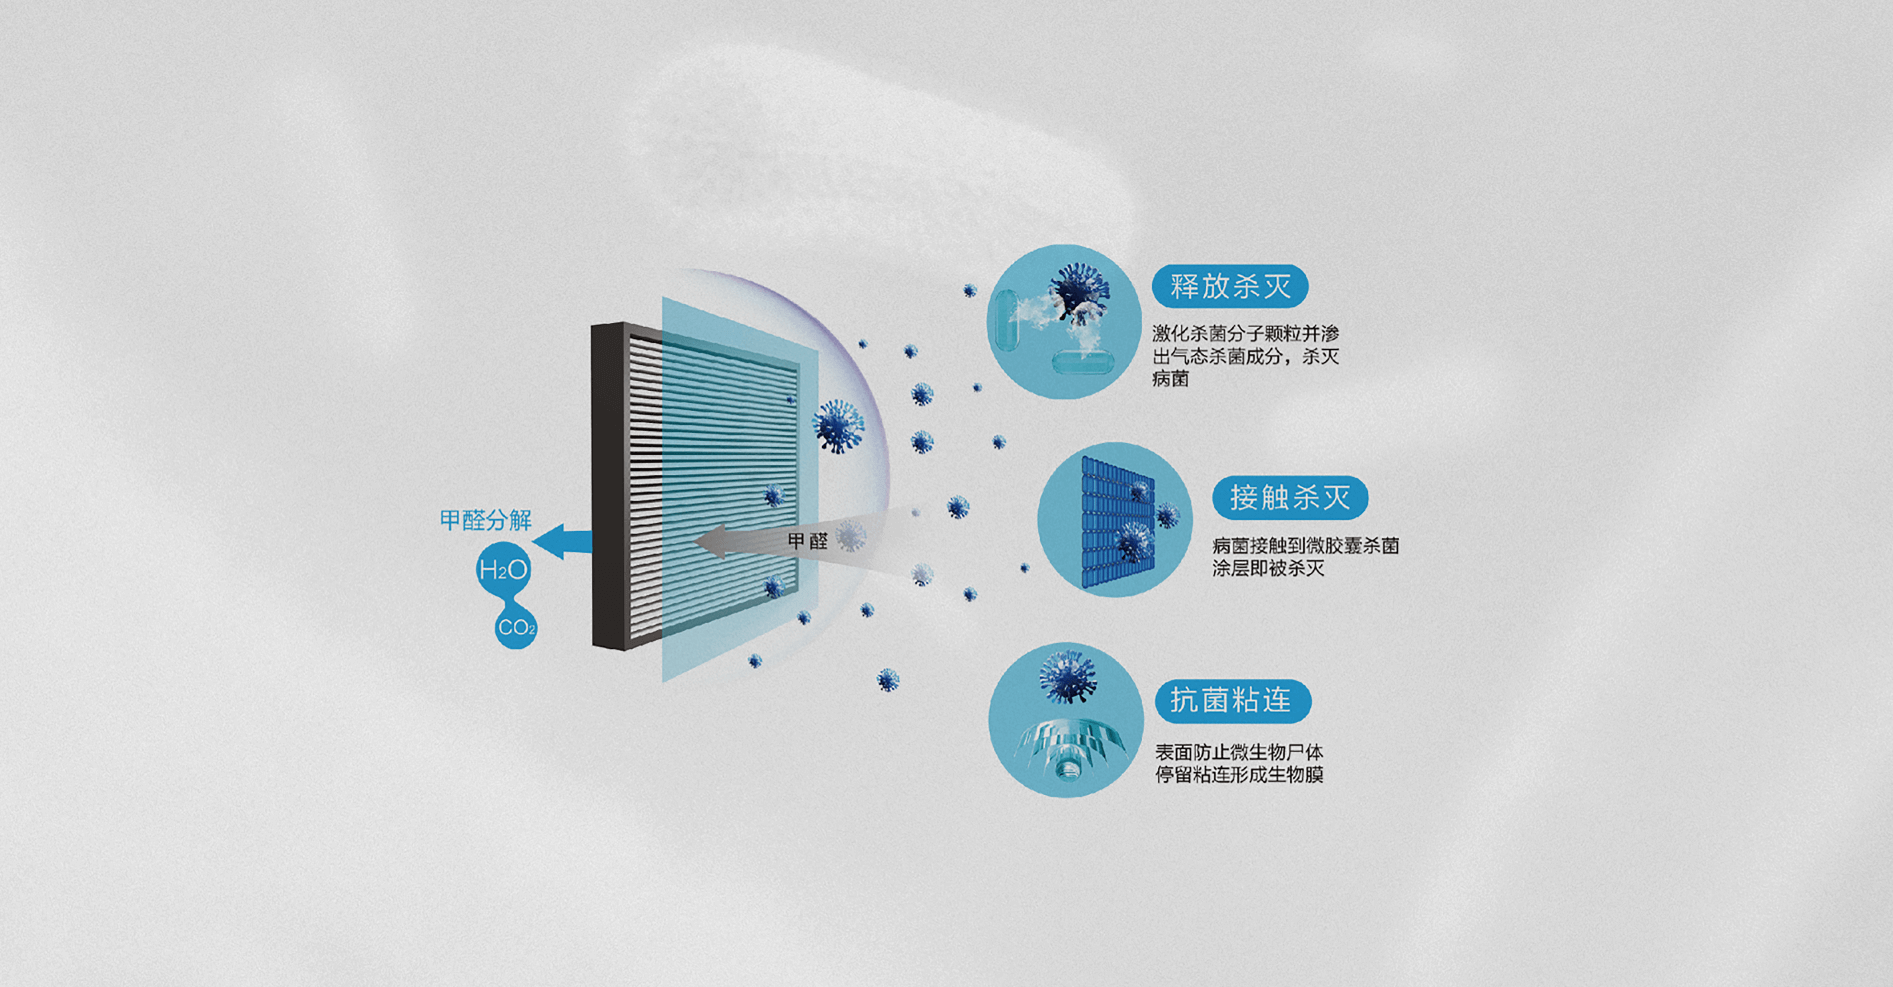 释放杀灭
激化杀菌分子颗粒并渗
出气态杀菌成分，杀灭
病菌
接触杀灭
病菌接触到微胶囊杀菌
涂层即被杀灭
甲醛分解
H₂O
CO₂
甲醛
抗菌粘连
表面防止微生物尸体
停留粘连形成生物膜